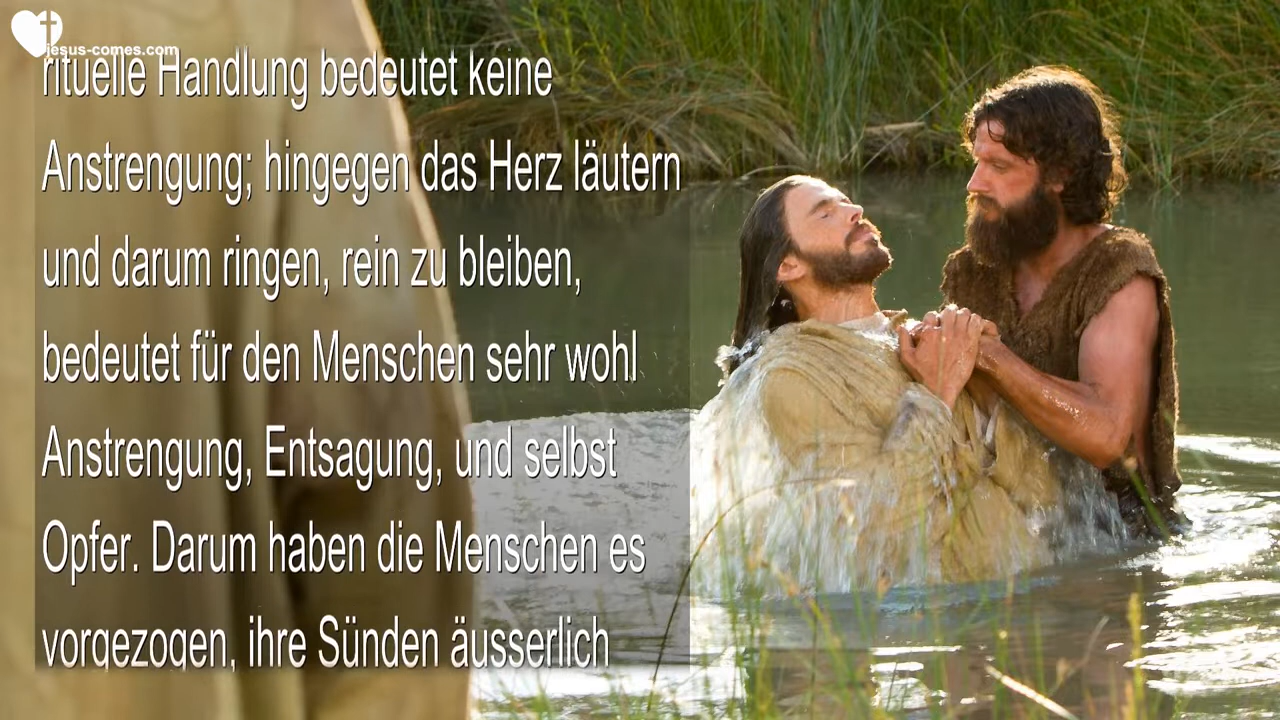 jesus-comes.com
rituelle Handlung bedeutet keine
Anstrengung; hingegen das Herz läutern
und darum ringen, rein zu bleiben,
bedeutet für den Menschen sehr wohl
Anstrengung, Entsagung, und selbst
Opfer. Darum haben die Menschen es
vorgezogen, ihre Sünden äusserlich